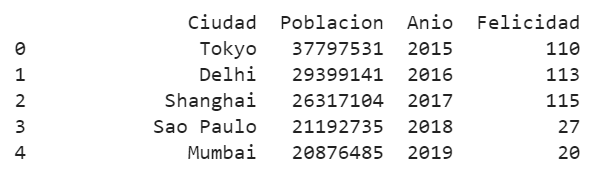 Ciudad Poblacion Anio Felicidad
0 Tokyo 37797531 2015 110
1 Delhi 29399141 2016 113
2 Shanghai 26317104 2017 115
3 Sao Paulo 21192735 2018 27
4 Mumbai 20876485 2019 20